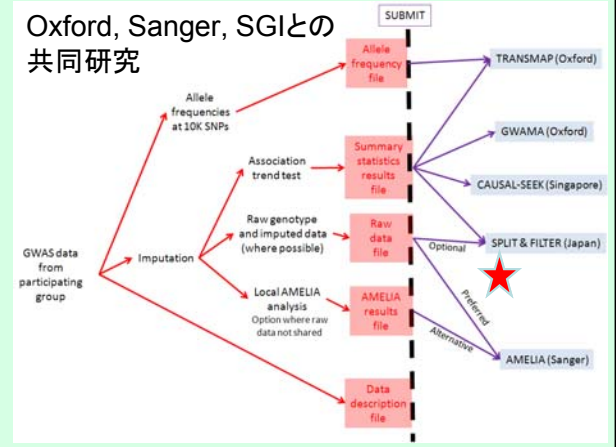 Oxford, Sanger, SGIとの
共同研究
SUBMIT
GWAS data
from
participating
group
Allele
frequencies
at 10K SNPs
Imputation
Association
trend test
Raw genotype
and imputed data
(where possible)
Local AMELIA
analysis
Option where raw
data not shared
Allele
frequency
file
Summary
statistics
results
file
Raw
data
file
AMELIA
results
file
Data
description
file
Optional
Preferred
Alternative
TRANSMAP (Oxford)
GWAMA (Oxford)
CAUSAL-SEEK (Singapore)
SPLIT & FILTER (Japan)
AMELIA (Sanger)